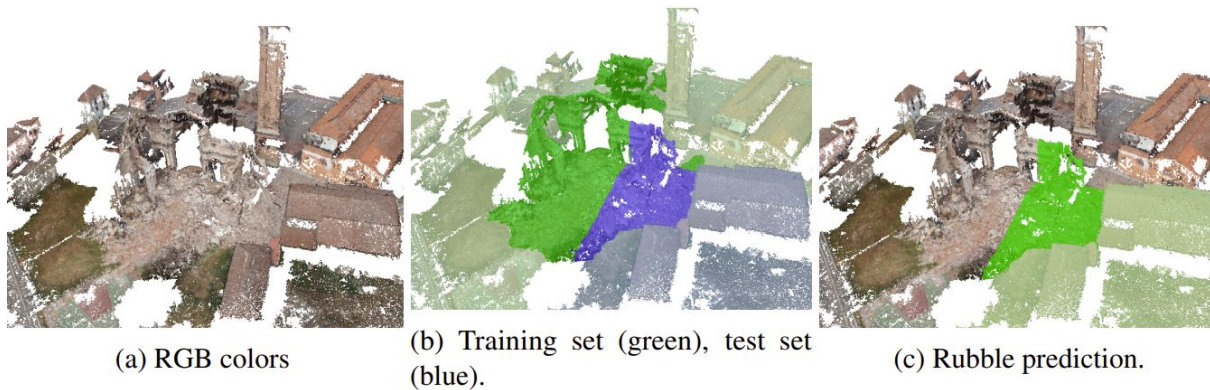 (a) RGB colors
(b) Training set (green), test set
(blue).
(c) Rubble prediction.